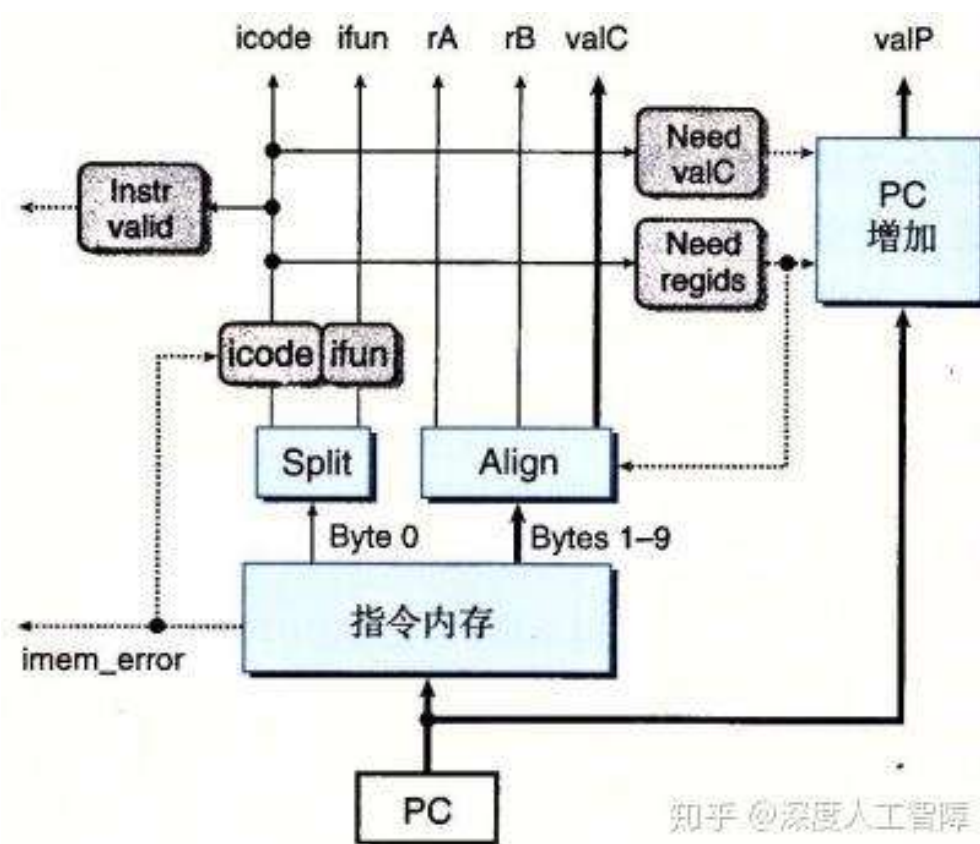 icode ifun rA rB valC valP
Need
valC
Instr
valid
PC
增加
Need
regids
icode ifun
Split
Align
Byte 0
Bytes 1–9
指令内存
imem_error
PC
知乎 @深度人工智障